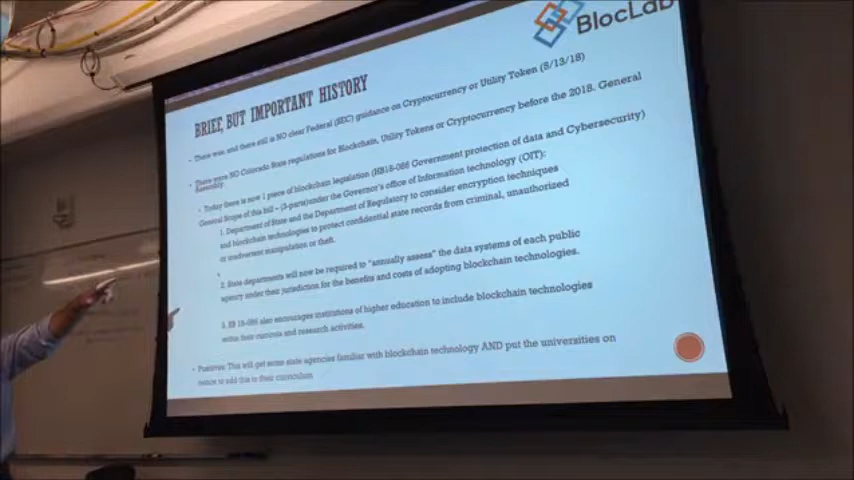 BlocLab
BRIEF, BUT IMPORTANT HISTORY
There was, and there still is NO clear Federal (SEC) guidance on Cryptocurrency or Utility Token (5/13/18)
There were NO Colorado State regulations for Blockchain, Utility Tokens or Cryptocurrency before the 2018. General
Assembly.
Today there is now 1 piece of blockchain legislation (HB18-086 Government protection of data and Cybersecurity)
General Scope of this bill – (3-parts)under the Governor's office of Information technology (OIT):
1. Department of State and the Department of Regulatory to consider encryption techniques
and blockchain technologies to protect confidential state records from criminal, unauthorized
or inadvertent manipulation or theft.
2. State departments will now be required to "annually assess" the data systems of each public
agency under their jurisdiction for the benefits and costs of adopting blockchain technologies.
3. 18-086 also encourages institutions of higher education to include blockchain technologies
into their curricula and research activities.
Positives: This will get some state agencies familiar with blockchain technology AND put the universities on
notice to add this in their curriculum